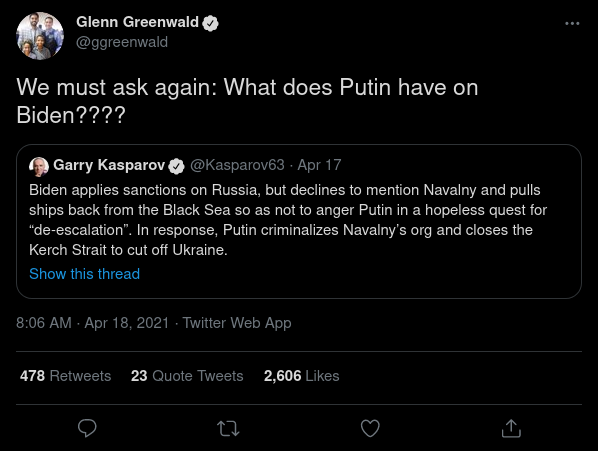 Glenn Greenwald
@ggreenwald
We must ask again: What does Putin have on
Biden????
Garry Kasparov @Kasparov63 · Apr 17
Biden applies sanctions on Russia, but declines to mention Navalny and pulls
ships back from the Black Sea so as not to anger Putin in a hopeless quest for
“de-escalation”. In response, Putin criminalizes Navalny’s org and closes the
Kerch Strait to cut off Ukraine.
Show this thread
8:06 AM · Apr 18, 2021 · Twitter Web App
478 Retweets 23 Quote Tweets 2,606 Likes